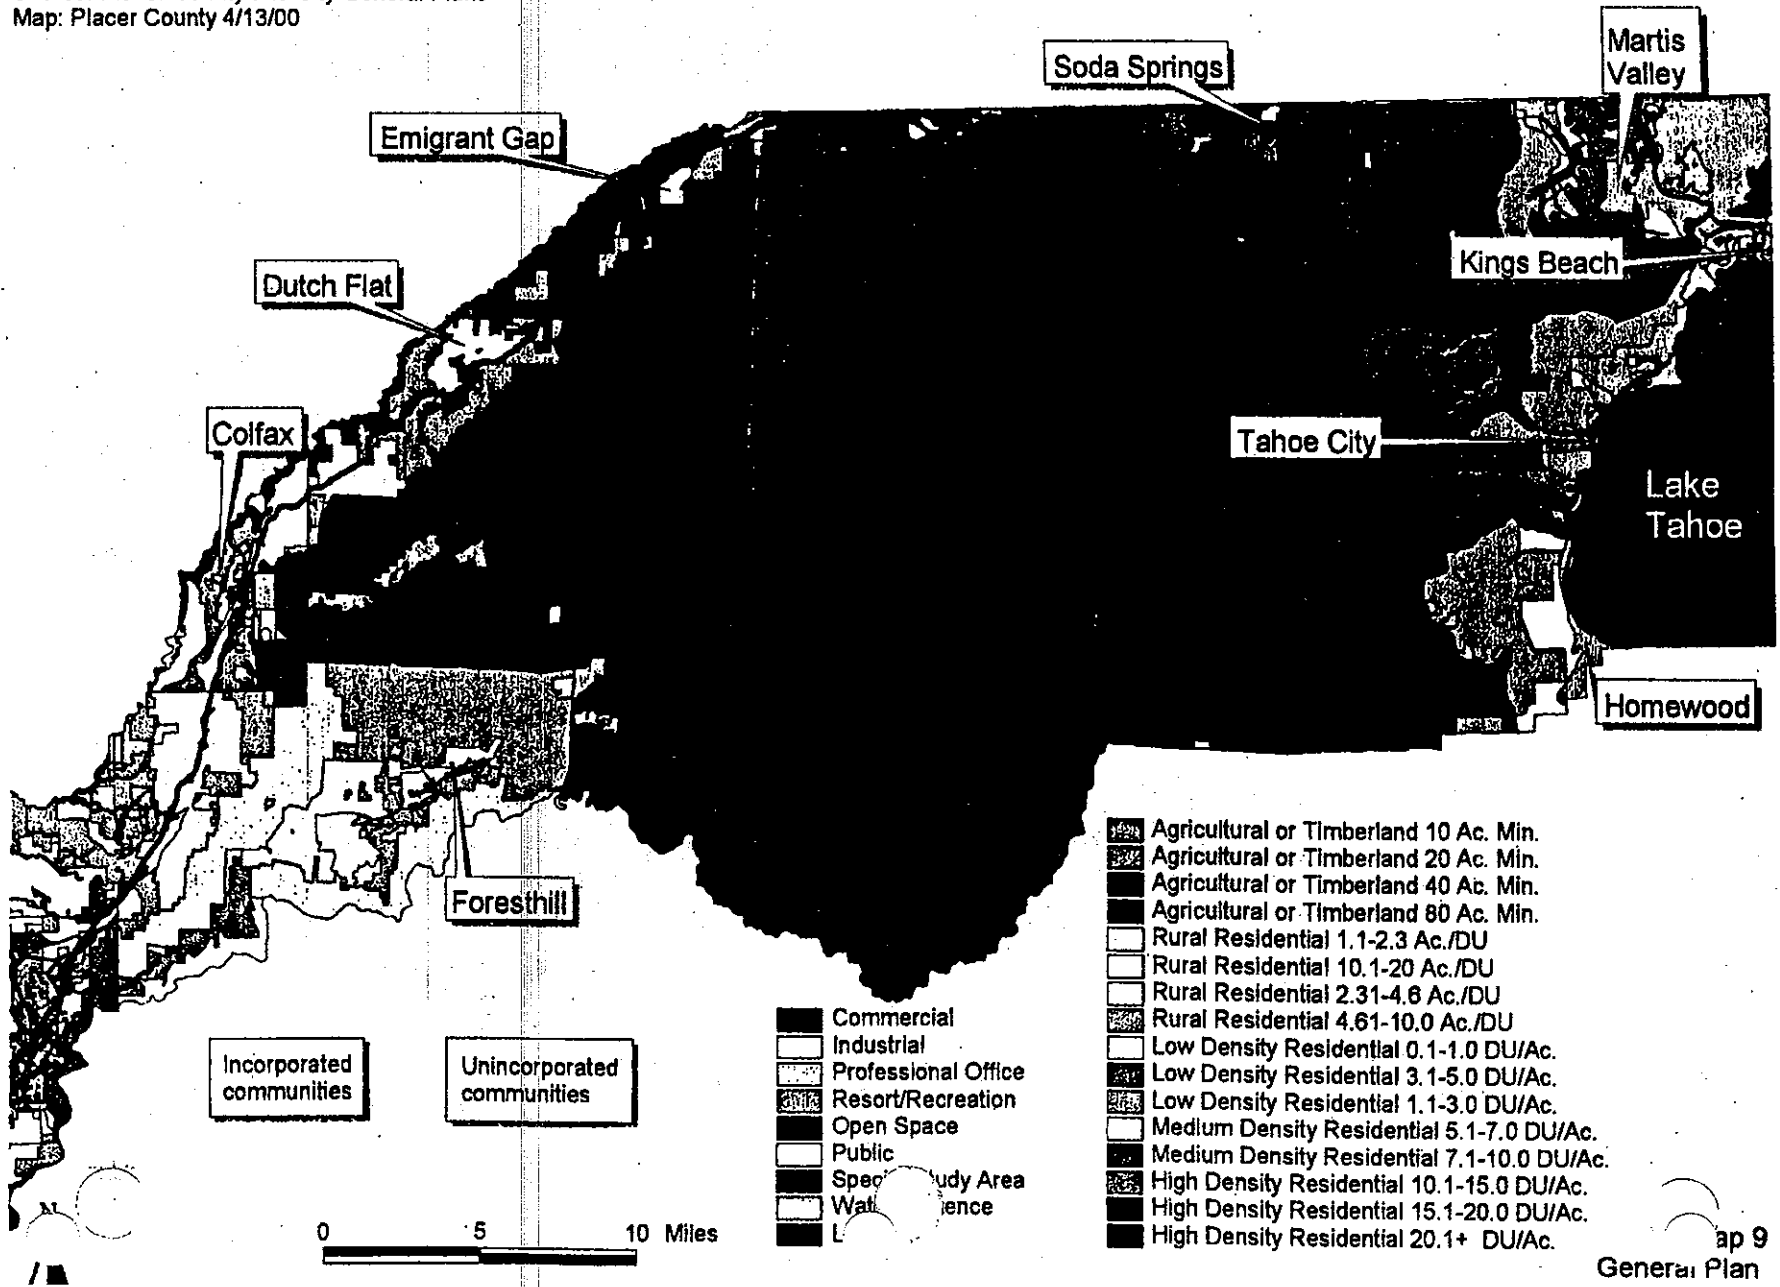 Map: Placer County 4/13/00
Martis
Valley
Soda Springs
Emigrant Gap
Kings Beach
Dutch Flat
Colfax
Tahoe City
Lake
Tahoe
Homewood
Foresthill
Incorporated
communities
Unincorporated
communities
Commercial
Industrial
Professional Office
Resort/Recreation
Open Space
Public
Area
Agricultural or Timberland 10 Ac. Min.
Agricultural or Timberland 20 Ac. Min.
Agricultural or Timberland 40 Ac. Min.
Agricultural or Timberland 80 Ac. Min.
Rural Residential 1.1-2.3 Ac./DU
Rural Residential 10.1-20 Ac./DU
Rural Residential 2.31-4.6 Ac./DU
Rural Residential 4.61-10.0 Ac./DU
Low Density Residential 0.1-1.0 DU/Ac.
Low Density Residential 3.1-5.0 DU/Ac.
Low Density Residential 1.1-3.0 DU/Ac.
Medium Density Residential 5.1-7.0 DU/Ac.
Medium Density Residential 7.1-10.0 DU/Ac.
High Density Residential 10.1-15.0 DU/Ac.
High Density Residential 15.1-20.0 DU/Ac.
High Density Residential 20.1+ DU/Ac.
N
0 5 10 Miles
ap 9
General Plan